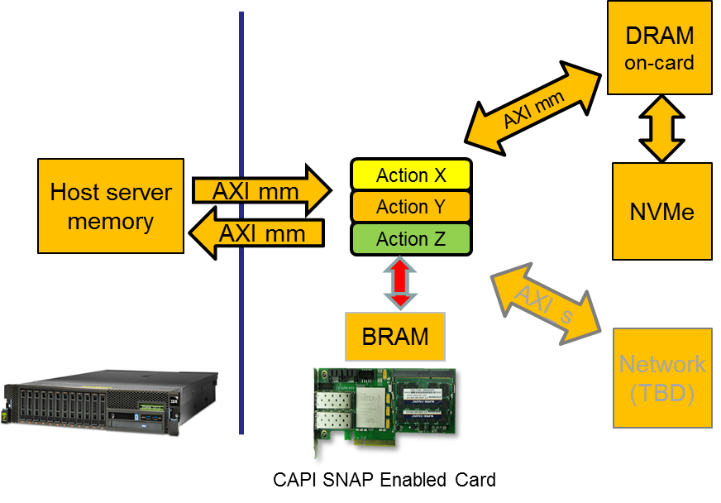 DRAM
on-card
AXI mm
Action X
Host server
memory
AXI mm
Action Y
NVMe
AXI mm
Action Z
AXI s
BRAM
Network
(TBD)
CAPI SNAP Enabled Card